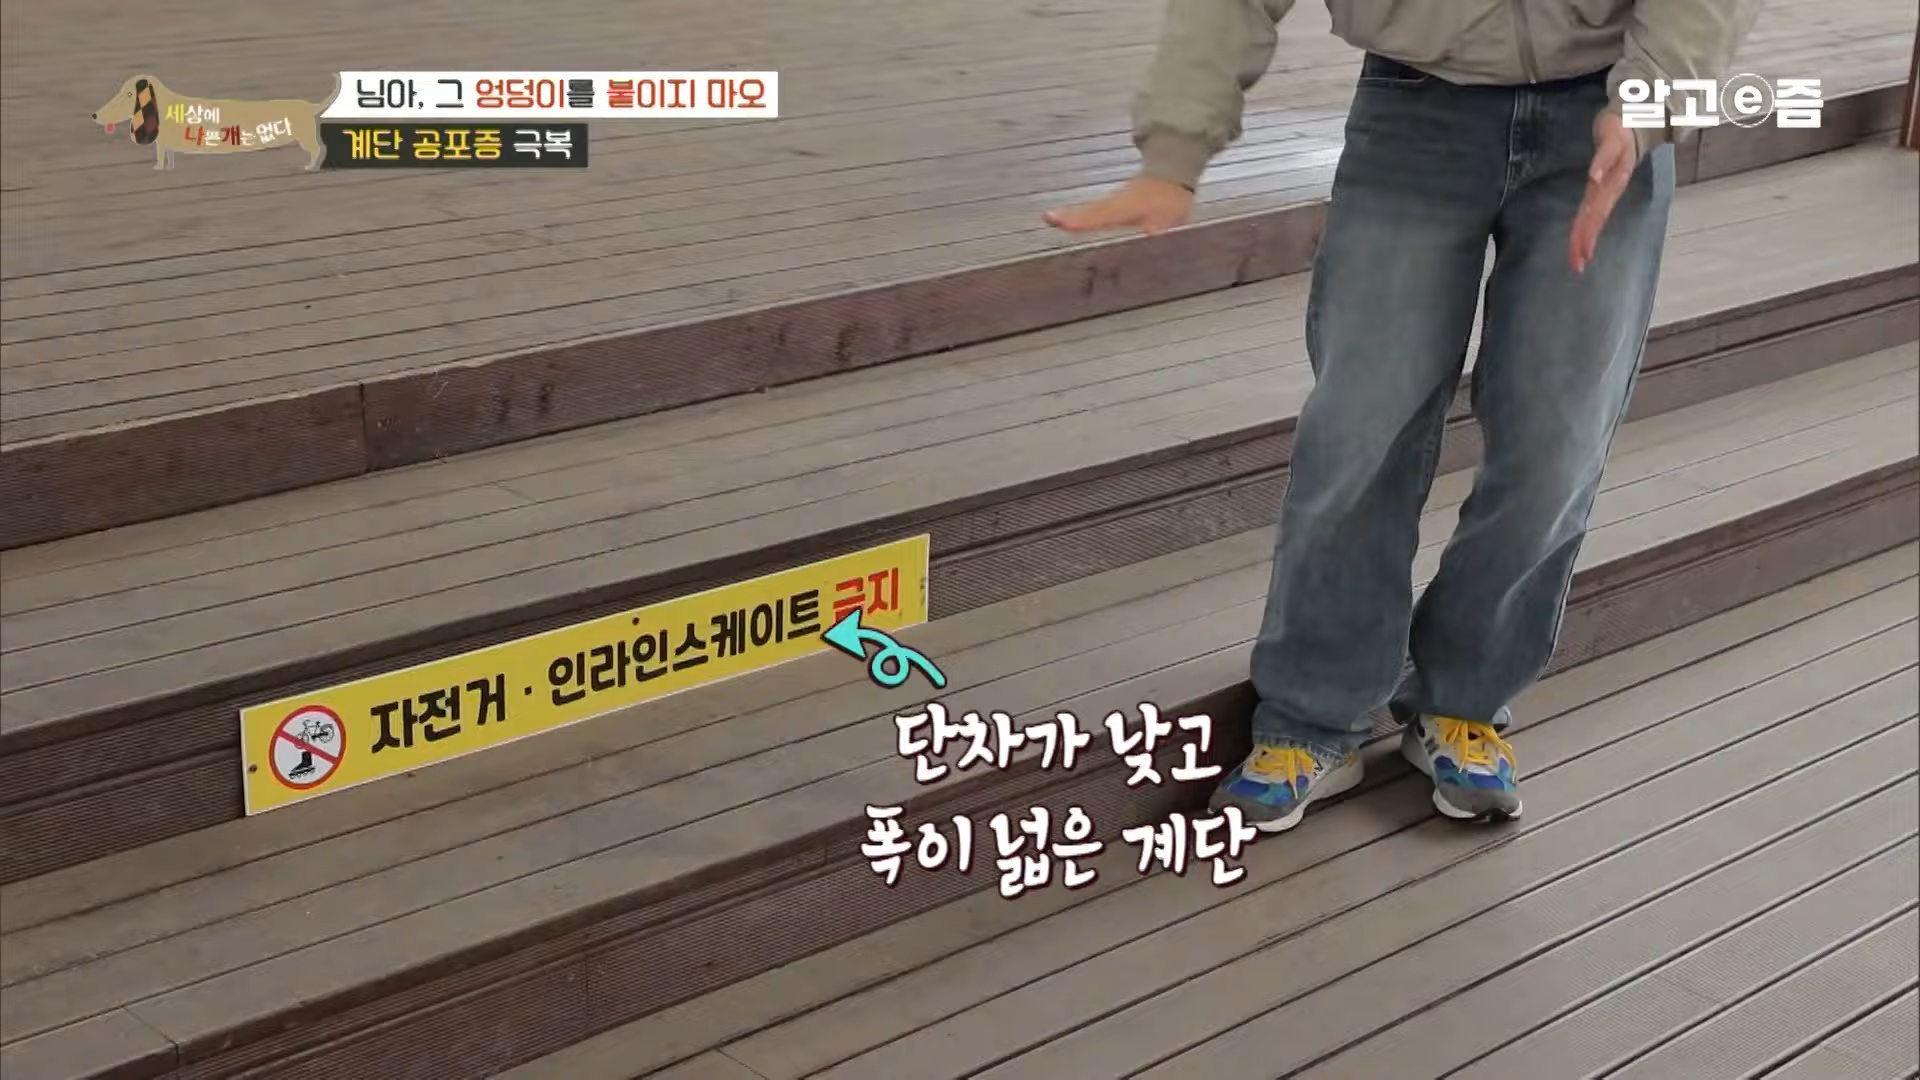 세상에
나쁜개는없다
님아, 그 엉덩이를 붙이지 마오
계단 공포증 극복
알고e즘
자전거 · 인라인스케이트 금지
단차가 낮고
폭이 넓은 계단